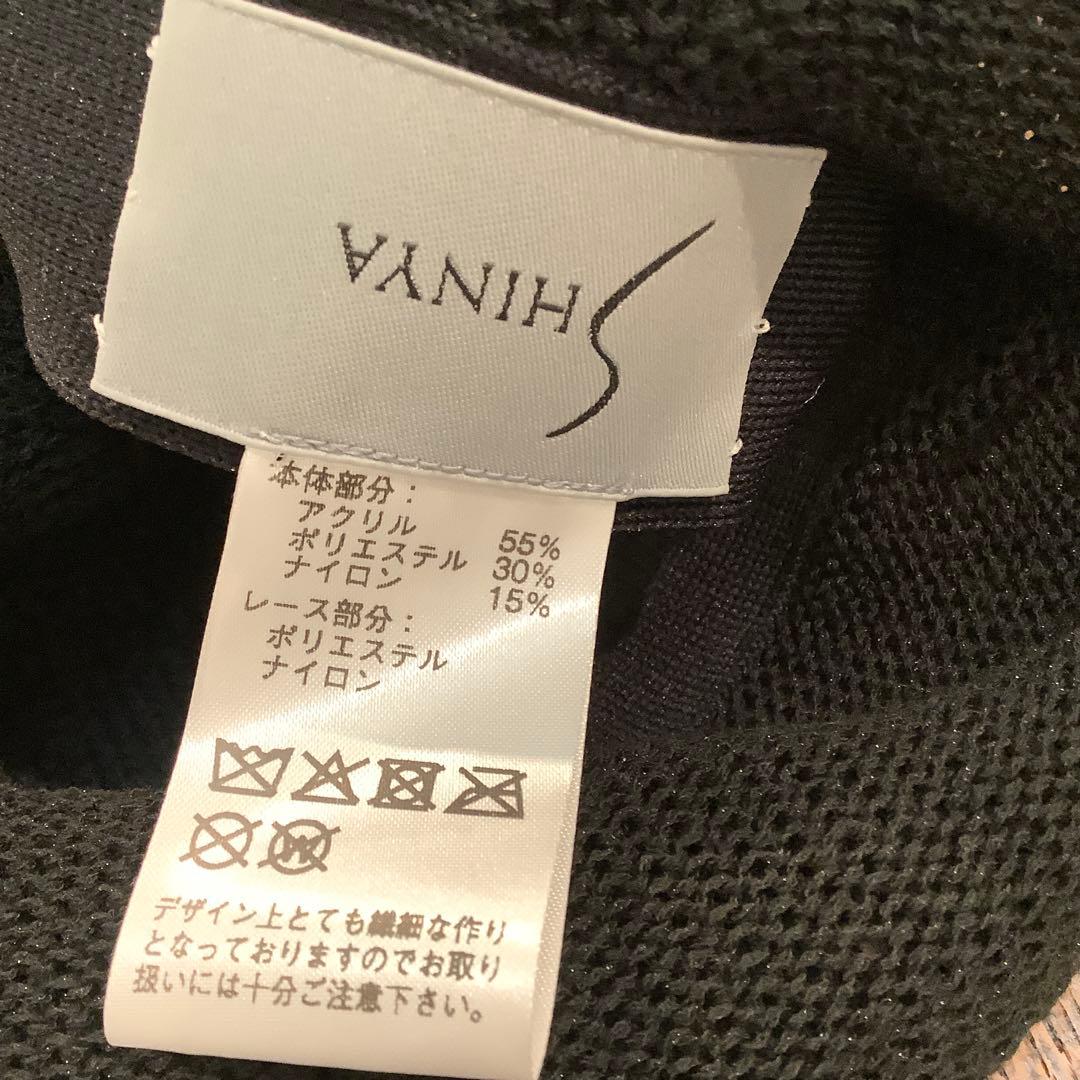 SHINYA
本体部分：
アクリル 55%
ポリエステル 30%
ナイロン 15%
レース部分：
ポリエステル
ナイロン
デザイン上とても繊細な作り
となっておりますのでお取り
扱いには十分ご注意下さい。